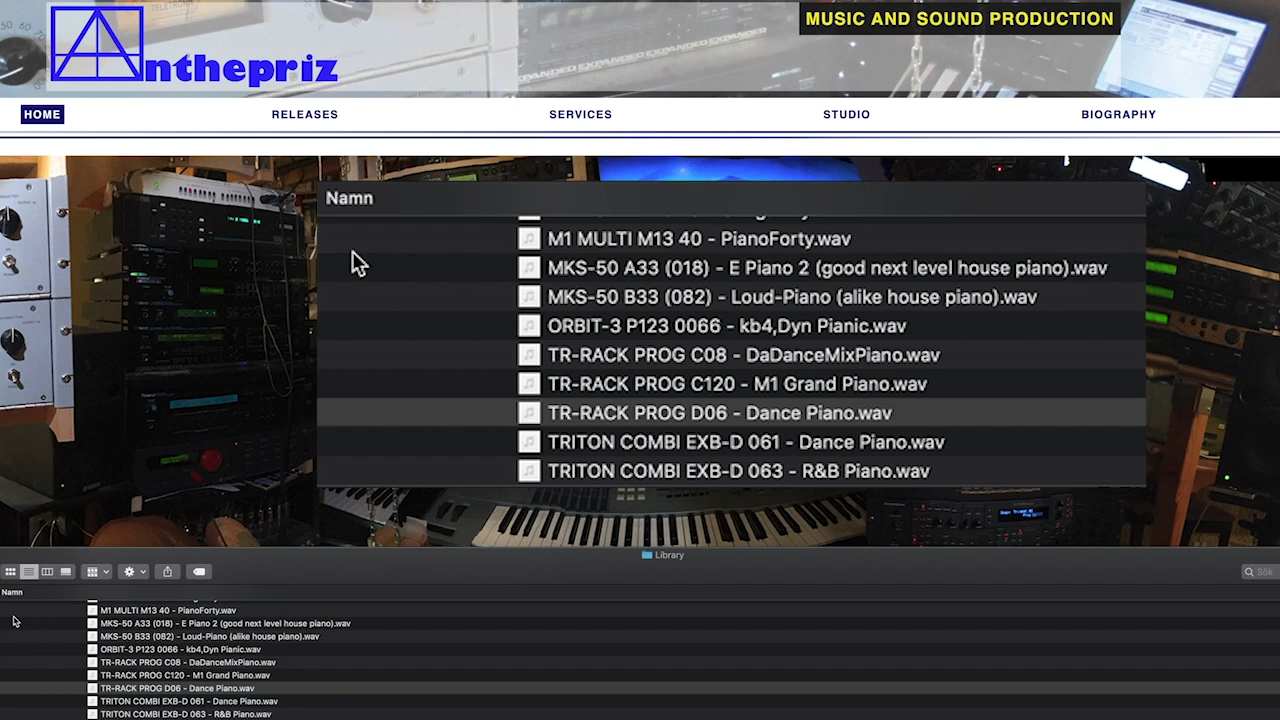 MUSIC AND SOUND PRODUCTION
Anthepriz
EXPANDED EXPANDED EXPANDED
HOME
RELEASES
SERVICES
STUDIO
BIOGRAPHY
Namn
M1 MULTI M13 40 - PianoForty.wav
MKS-50 A33 (018) - E Piano 2 (good next level house piano).wav
MKS-50 B33 (082) - Loud-Piano (alike house piano).wav
ORBIT-3 P123 0066 - kb4,Dyn Pianic.wav
TR-RACK PROG C08 - DaDanceMixPiano.wav
TR-RACK PROG C120 - M1 Grand Piano.wav
TR-RACK PROG D06 - Dance Piano.wav
TRITON COMBI EXB-D 061 - Dance Piano.wav
TRITON COMBI EXB-D 063 - R&B Piano.wav
Library
Sök
Namn
M1 MULTI M13 40 - PianoForty.wav
MKS-50 A33 (018) - E Piano 2 (good next level house piano).wav
MKS-50 B33 (082) - Loud-Piano (alike house piano).wav
ORBIT-3 P123 0066 - kb4,Dyn Pianic.wav
TR-RACK PROG C08 - DaDanceMixPiano.wav
TR-RACK PROG C120 - M1 Grand Piano.wav
TR-RACK PROG D06 - Dance Piano.wav
TRITON COMBI EXB-D 061 - Dance Piano.wav
TRITON COMBI EXB-D 063 - R&B Piano.wav